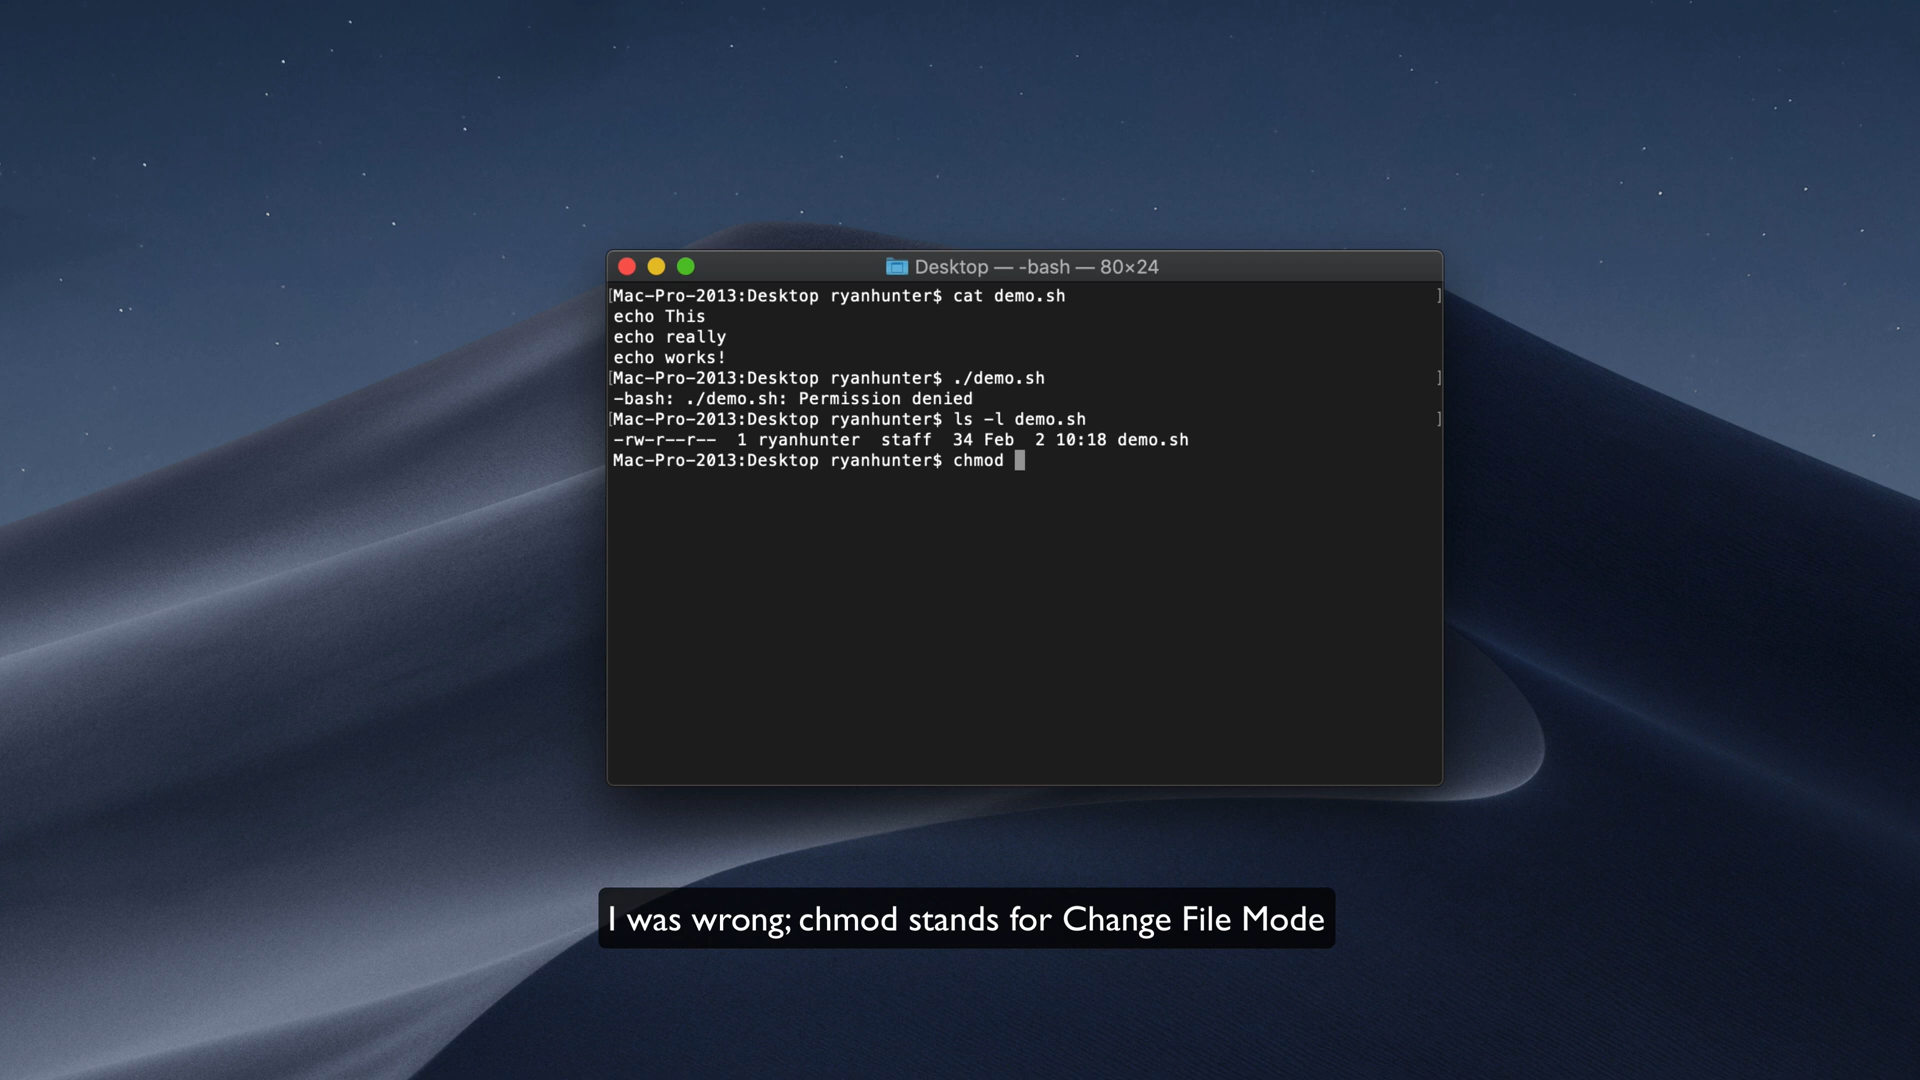 Desktop — -bash — 80×24
[Mac-Pro-2013:Desktop ryanhunter$ cat demo.sh ]
echo This
echo really
echo works!
[Mac-Pro-2013:Desktop ryanhunter$ ./demo.sh ]
-bash: ./demo.sh: Permission denied
[Mac-Pro-2013:Desktop ryanhunter$ ls -l demo.sh ]
-rw-r--r--  1 ryanhunter  staff  34 Feb  2 10:18 demo.sh
Mac-Pro-2013:Desktop ryanhunter$ chmod
I was wrong; chmod stands for Change File Mode